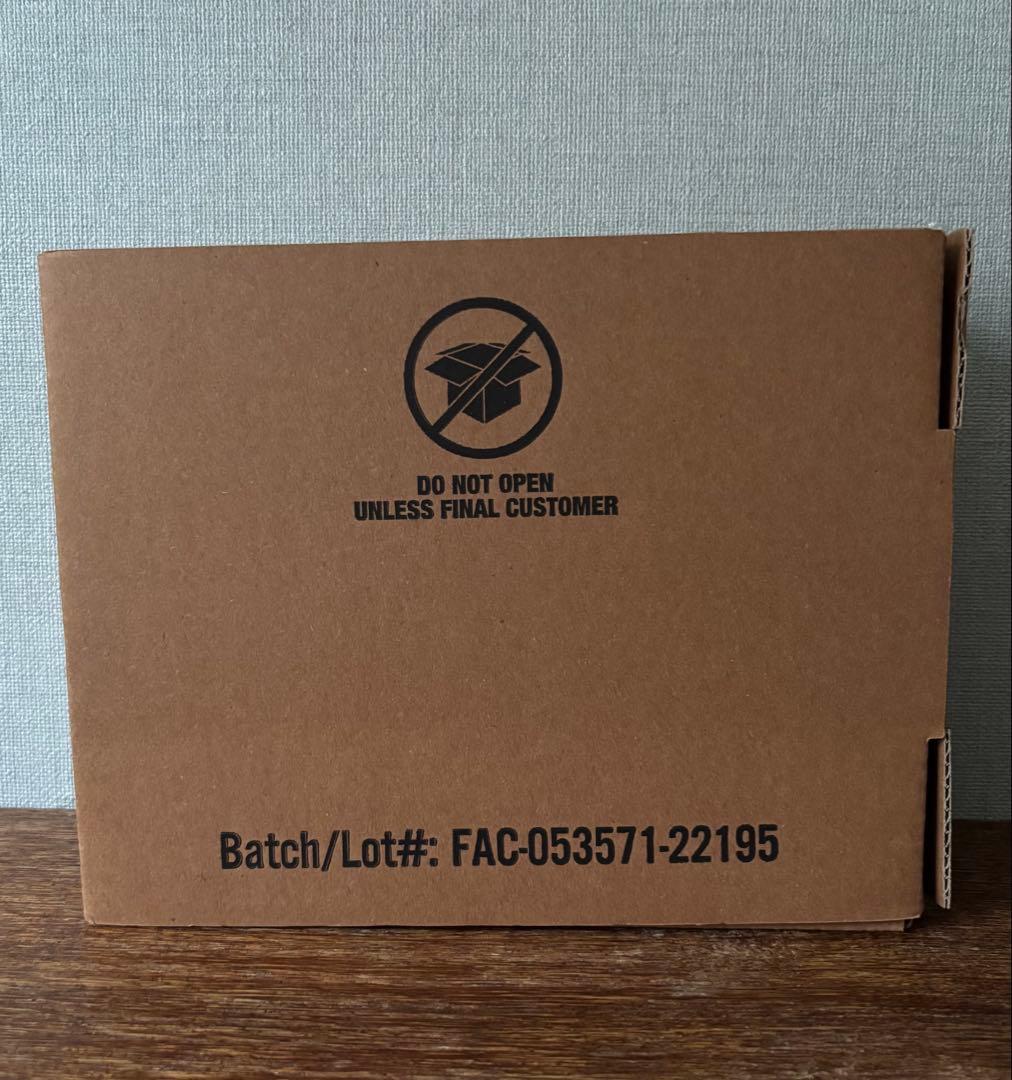 DO NOT OPEN
UNLESS FINAL CUSTOMER
Batch/Lot#: FAC-053571-22195